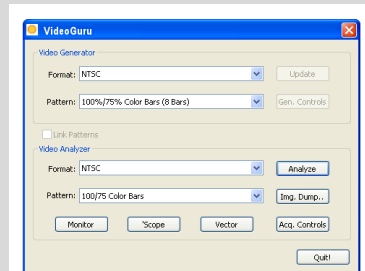 VideoGuru
Video Generator
Format: NTSC Update
Pattern: 100%/75% Color Bars (8 Bars) Gen. Controls
Link Patterns
Video Analyzer
Format: NTSC Analyze
Pattern: 100/75 Color Bars Img. Dump..
Monitor 'Scope Vector Acq. Controls
Quit!